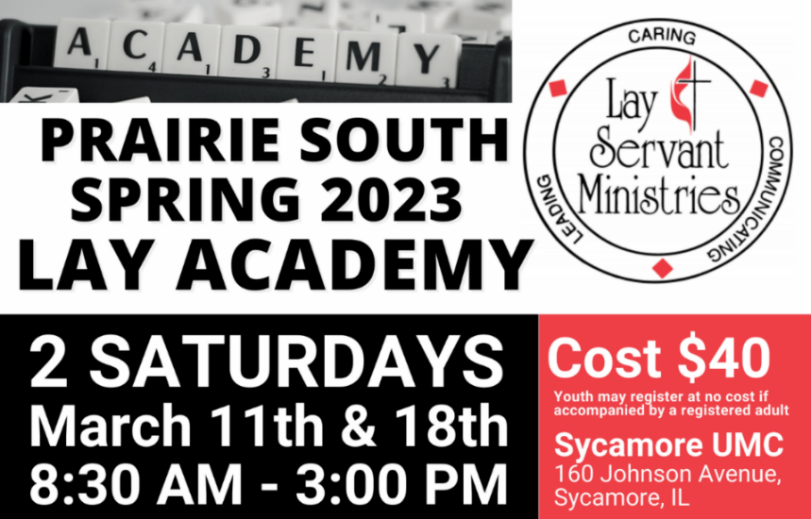 ACADEMY
PRAIRIE SOUTH
SPRING 2023
LAY ACADEMY
CARING
Lay
Servant
Ministries
LEADING
COMMUNICATING
2 SATURDAYS
March 11th & 18th
8:30 AM - 3:00 PM
Cost $40
Youth may register at no cost if
accompanied by a registered adult
Sycamore UMC
160 Johnson Avenue,
Sycamore, IL